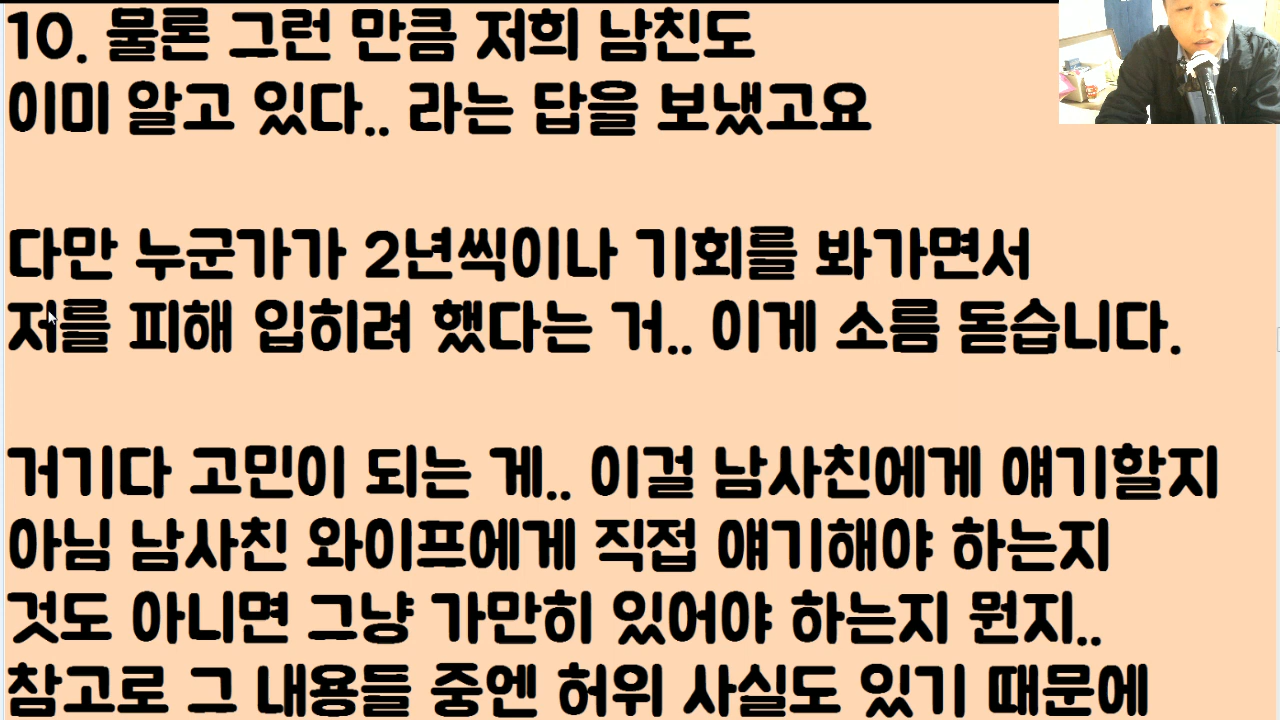 10. 물론 그런 만큼 저희 남친도
이미 알고 있다.. 라는 답을 보냈고요
다만 누군가가 2년씩이나 기회를 봐가면서
저를 피해 입히려 했다는 거.. 이게 소름 돋습니다.
거기다 고민이 되는 게.. 이걸 남사친에게 얘기할지
아님 남사친 와이프에게 직접 얘기해야 하는지
것도 아니면 그냥 가만히 있어야 하는지 뭔지..
참고로 그 내용들 중엔 허위 사실도 있기 때문에